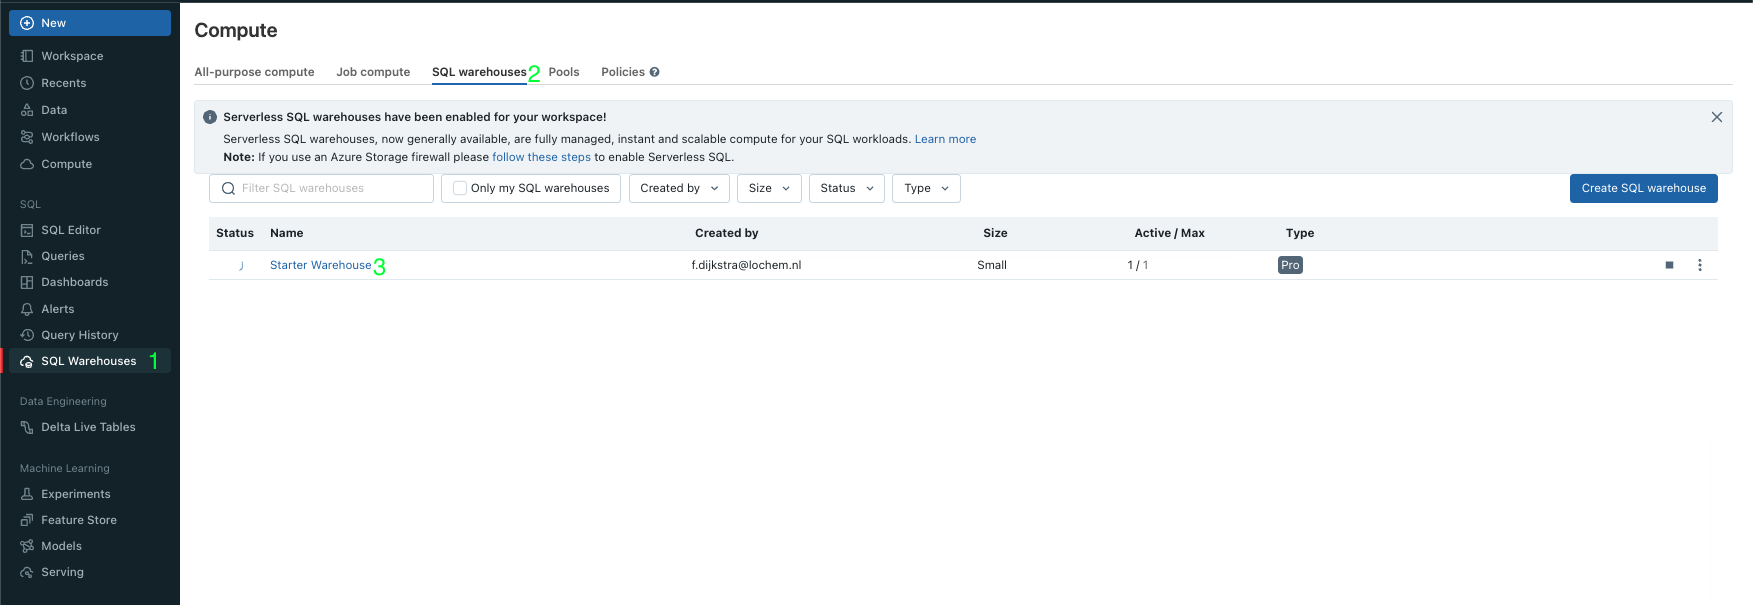 New
Workspace
Recents
Data
Workflows
Compute
SQL
SQL Editor
Queries
Dashboards
Alerts
Query History
SQL Warehouses 1
Data Engineering
Delta Live Tables
Machine Learning
Experiments
Feature Store
Models
Serving
Compute
All-purpose compute Job compute SQL warehouses 2 Pools Policies ?
Serverless SQL warehouses have been enabled for your workspace!
Serverless SQL warehouses, now generally available, are fully managed, instant and scalable compute for your SQL workloads. Learn more
Note: If you use an Azure Storage firewall please follow these steps to enable Serverless SQL.
Filter SQL warehouses Only my SQL warehouses Created by Size Status Type Create SQL warehouse
Status Name Created by Size Active / Max Type
Starter Warehouse 3 f.dijkstra@lochem.nl Small 1 / 1 Pro